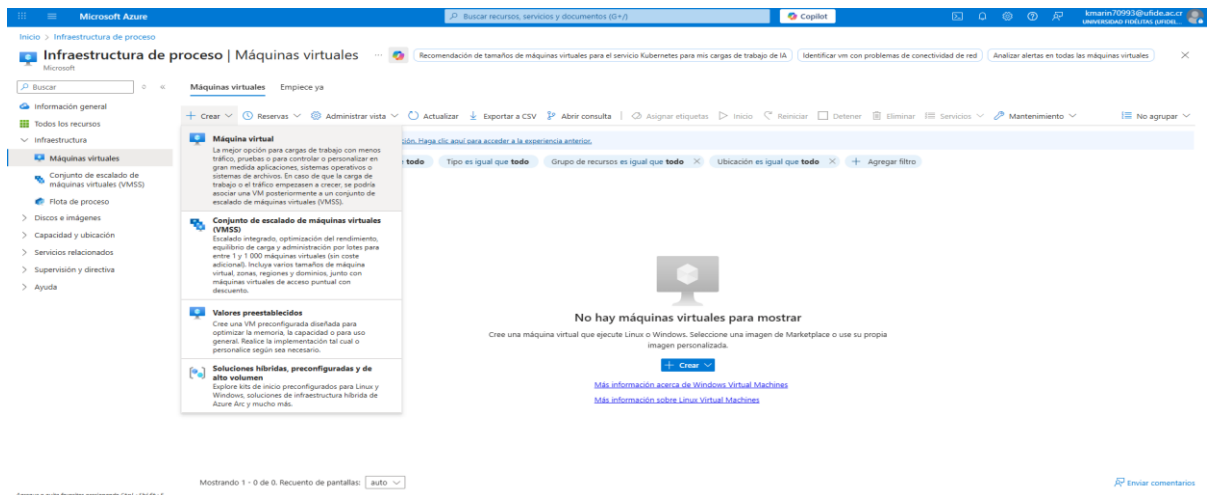 Microsoft Azure
Buscar recursos, servicios y documentos (G+/)
Copilot
kmarin70993@ufide.ac.cr
UNIVERSIDAD FIDÉLITAS (UFIDEL...
Inicio > Infraestructura de proceso
Infraestructura de proceso | Máquinas virtuales ...
Microsoft
Recomendación de tamaños de máquinas virtuales para el servicio Kubernetes para mis cargas de trabajo de IA
Identificar vm con problemas de conectividad de red
Analizar alertas en todas las máquinas virtuales
Buscar
Información general
Todos los recursos
Infraestructura
Máquinas virtuales
Conjunto de escalado de
máquinas virtuales (VMSS)
Flota de proceso
Discos e imágenes
Capacidad y ubicación
Servicios relacionados
Supervisión y directiva
Ayuda
Máquinas virtuales Empiece ya
+ Crear Reservas Administrar vista Actualizar Exportar a CSV Abrir consulta Asignar etiquetas Inicio Reiniciar Detener Eliminar Servicios Mantenimiento No agrupar
ción. Haga clic aquí para acceder a la experiencia anterior.
todo Tipo es igual que todo Grupo de recursos es igual que todo Ubicación es igual que todo Agregar filtro
Máquina virtual
La mejor opción para cargas de trabajo con menos
tráfico, pruebas o para controlar o personalizar en
gran medida aplicaciones, sistemas operativos o
sistemas de archivos. En caso de que la carga de
trabajo o el tráfico empezasen a crecer, se podría
asociar una VM posteriormente a un conjunto de
escalado de máquinas virtuales (VMSS).
Conjunto de escalado de máquinas virtuales
(VMSS)
Escalado integrado, optimización del rendimiento,
equilibrio de carga y administración por lotes para
entre 1 y 1 000 máquinas virtuales (sin coste
adicional). Incluya varios tamaños de máquina
virtual, zonas, regiones y dominios, junto con
máquinas virtuales de acceso puntual con
descuento.
Valores preestablecidos
Cree una VM preconfigurada diseñada para
optimizar la memoria, la capacidad o para uso
general. Realice la implementación tal cual o
personalice según sea necesario.
Soluciones híbridas, preconfiguradas y de
alto volumen
Explore kits de inicio preconfigurados para Linux y
Windows, soluciones de infraestructura híbrida de
Azure Arc y mucho más.
No hay máquinas virtuales para mostrar
Cree una máquina virtual que ejecute Linux o Windows. Seleccione una imagen de Marketplace o use su propia
imagen personalizada.
+ Crear
Más información acerca de Windows Virtual Machines
Más información sobre Linux Virtual Machines
Mostrando 1 - 0 de 0. Recuento de pantallas: auto
Enviar comentarios